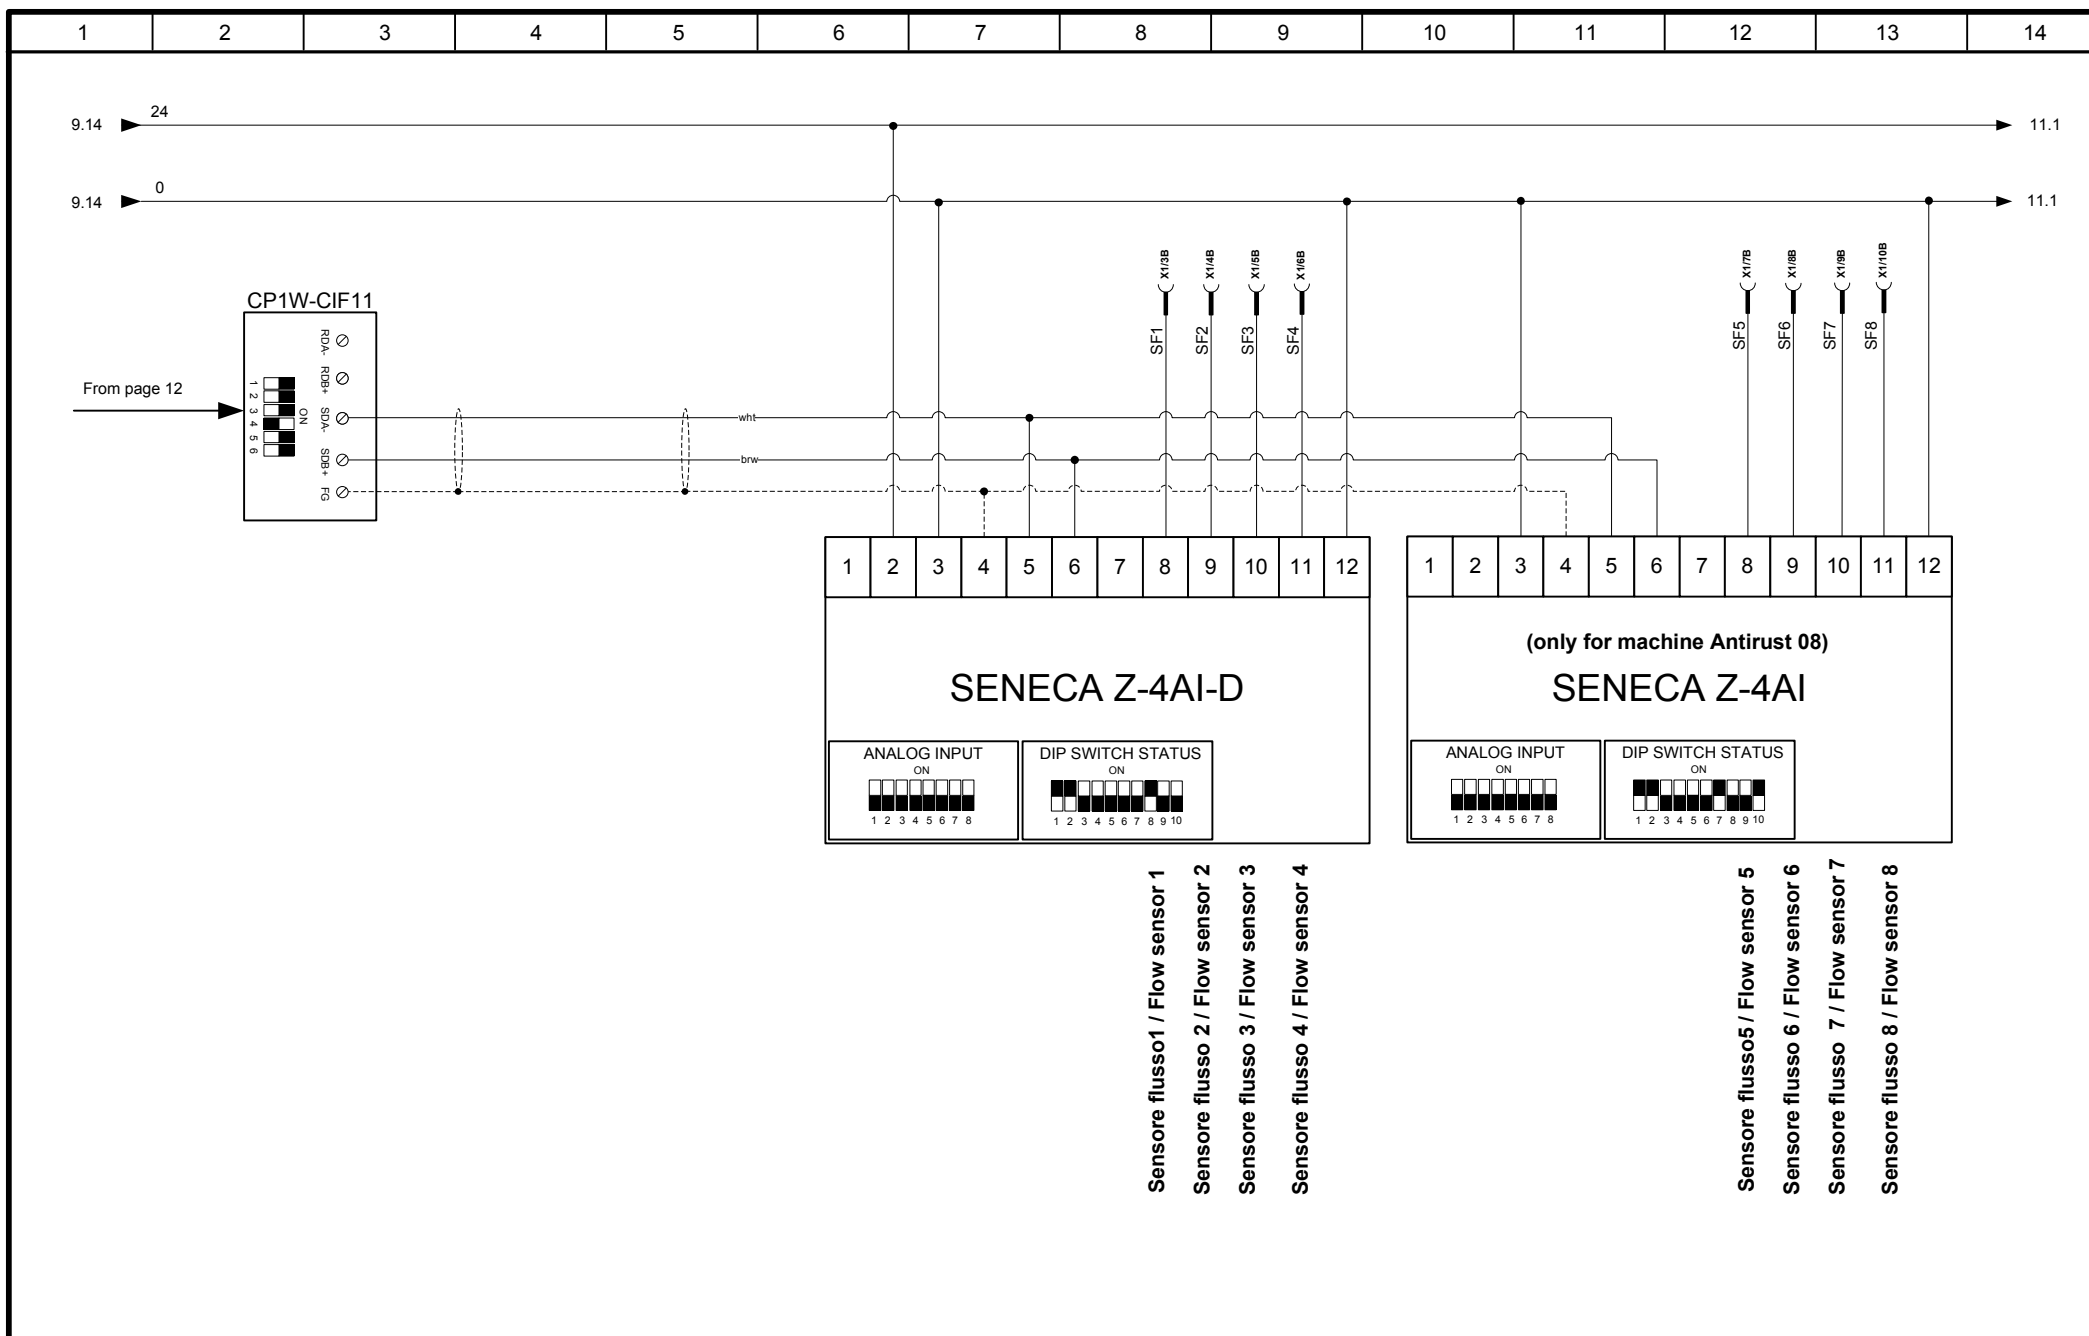 1 2 3 4 5 6 7 8 9 10 11 12 13 14
9.14 24 11.1
9.14 0 11.1
X1/3B X1/4B X1/5B X1/6B X1/7B X1/8B X1/9B X1/10B
SF1 SF2 SF3 SF4 SF5 SF6 SF7 SF8
CP1W-CIF11
From page 12
1 2 3 4 5 6
ON
RDA-
RDB+
SDA-
SDB+
FG
wht
brw
1 2 3 4 5 6 7 8 9 10 11 12
SENECA Z-4AI-D
ANALOG INPUT
ON
1 2 3 4 5 6 7 8
DIP SWITCH STATUS
ON
1 2 3 4 5 6 7 8 9 10
1 2 3 4 5 6 7 8 9 10 11 12
(only for machine Antirust 08)
SENECA Z-4AI
ANALOG INPUT
ON
1 2 3 4 5 6 7 8
DIP SWITCH STATUS
ON
1 2 3 4 5 6 7 8 9 10
Sensore flusso1 / Flow sensor 1
Sensore flusso 2 / Flow sensor 2
Sensore flusso 3 / Flow sensor 3
Sensore flusso 4 / Flow sensor 4
Sensore flusso5 / Flow sensor 5
Sensore flusso 6 / Flow sensor 6
Sensore flusso 7 / Flow sensor 7
Sensore flusso 8 / Flow sensor 8